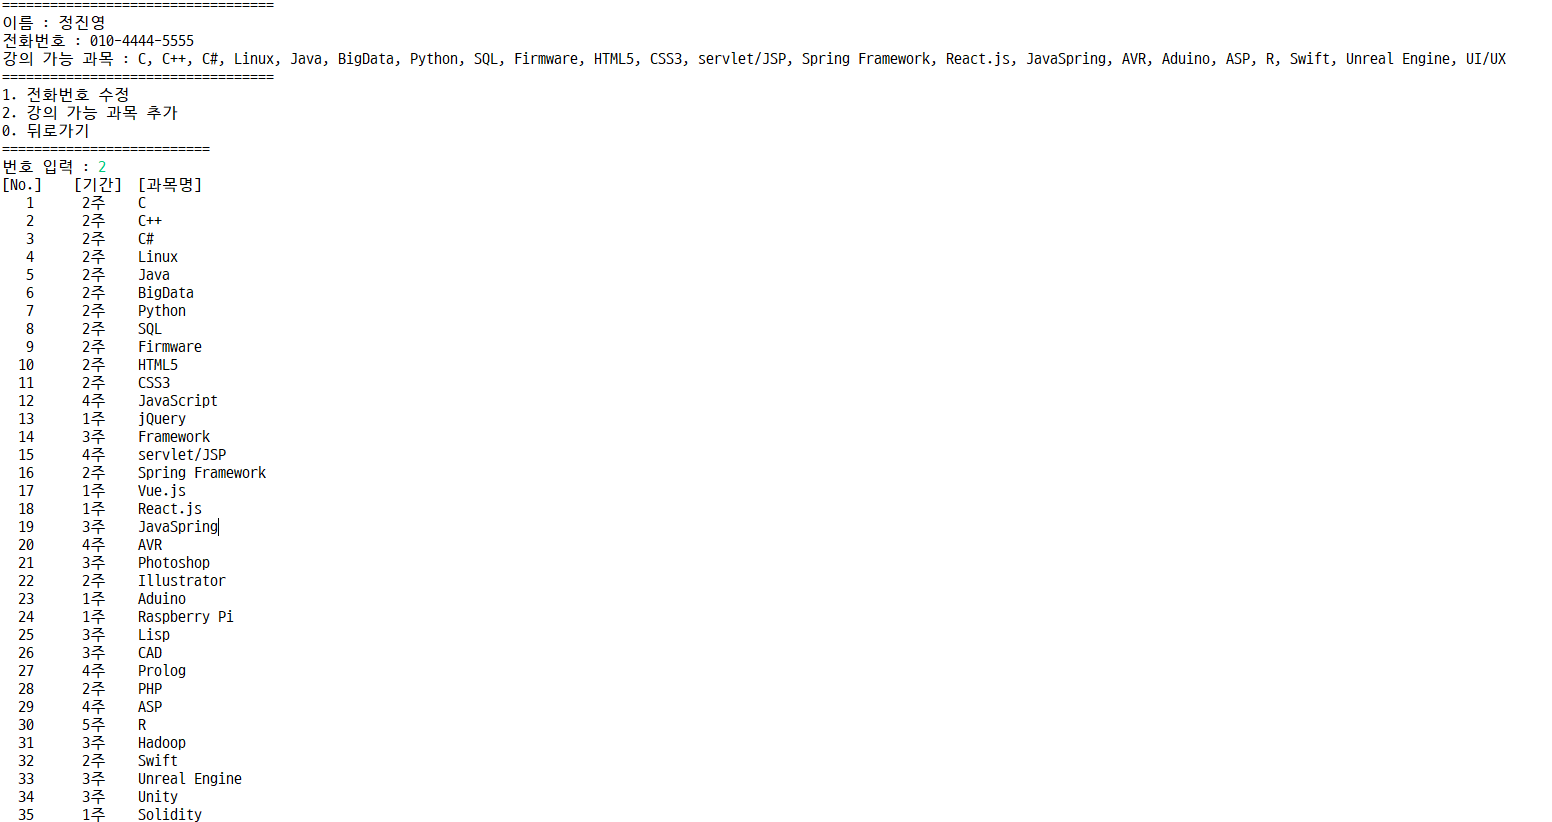 ==================================
이름 : 정진영
전화번호 : 010-4444-5555
강의 가능 과목 : C, C++, C#, Linux, Java, BigData, Python, SQL, Firmware, HTML5, CSS3, servlet/JSP, Spring Framework, React.js, JavaSpring, AVR, Aduino, ASP, R, Swift, Unreal Engine, UI/UX
==================================
1. 전화번호 수정
2. 강의 가능 과목 추가
0. 뒤로가기
==========================
번호 입력 : 2
[No.] [기간] [과목명]
1 2주 C
2 2주 C++
3 2주 C#
4 2주 Linux
5 2주 Java
6 2주 BigData
7 2주 Python
8 2주 SQL
9 2주 Firmware
10 2주 HTML5
11 2주 CSS3
12 4주 JavaScript
13 1주 jQuery
14 3주 Framework
15 4주 servlet/JSP
16 2주 Spring Framework
17 1주 Vue.js
18 1주 React.js
19 3주 JavaSpring
20 4주 AVR
21 3주 Photoshop
22 2주 Illustrator
23 1주 Aduino
24 1주 Raspberry Pi
25 3주 Lisp
26 3주 CAD
27 4주 Prolog
28 2주 PHP
29 4주 ASP
30 5주 R
31 3주 Hadoop
32 2주 Swift
33 3주 Unreal Engine
34 3주 Unity
35 1주 Solidity